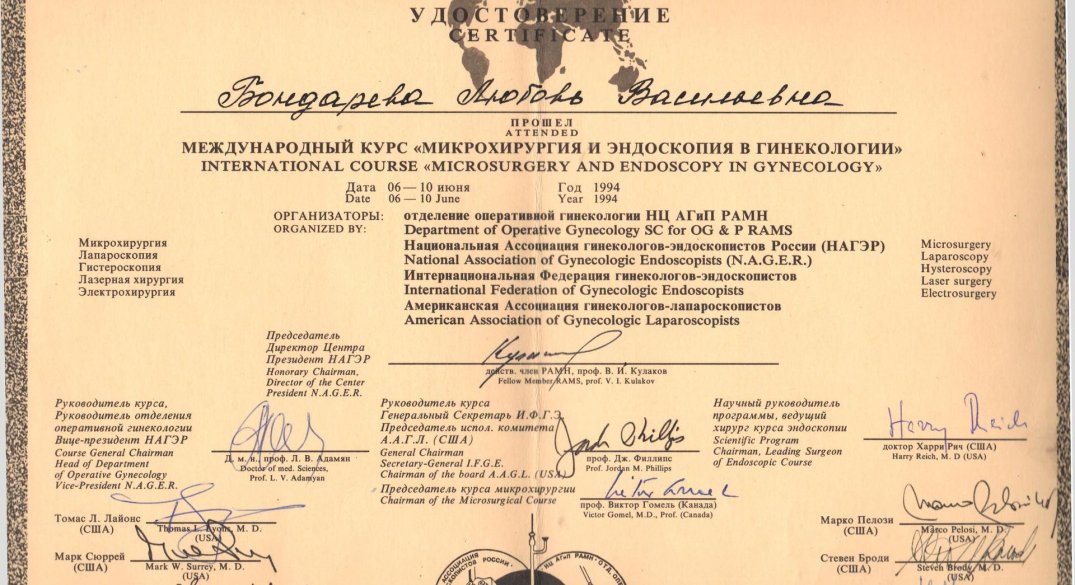 УДОСТОВЕРЕНИЕ
CERTIFICATE
Бондарева Любовь Васильевна
ПРОШЕЛ
ATTENDED
МЕЖДУНАРОДНЫЙ КУРС «МИКРОХИРУРГИЯ И ЭНДОСКОПИЯ В ГИНЕКОЛОГИИ»
INTERNATIONAL COURSE «MICROSURGERY AND ENDOSCOPY IN GYNECOLOGY»
Дата 06 — 10 июня Год 1994
Date 06 — 10 June Year 1994
ОРГАНИЗАТОРЫ: отделение оперативной гинекологии НЦ АГиП РАМН
ORGANIZED BY: Department of Operative Gynecology SC for OG & P RAMS
Национальная Ассоциация гинекологов-эндоскопистов России (НАГЭР)
National Association of Gynecologic Endoscopists (N.A.G.E.R.)
Интернациональная Федерация гинекологов-эндоскопистов
International Federation of Gynecologic Endoscopists
Американская Ассоциация гинекологов-лапароскопистов
American Association of Gynecologic Laparoscopists
Микрохирургия
Лапароскопия
Гистероскопия
Лазерная хирургия
Электрохирургия
Microsurgery
Laparoscopy
Hysteroscopy
Laser surgery
Electrosurgery
Председатель
Директор Центра
Президент НАГЭР
Honorary Chairman,
Director of the Center
President N.A.G.E.R.
действ. член РАМН, проф. В. И. Кулаков
Fellow Member RAMS, prof. V. I. Kulakov
Руководитель курса,
Руководитель отделения
оперативной гинекологии
Вице-президент НАГЭР
Course General Chairman
Head of Department
of Operative Gynecology
Vice-President N.A.G.E.R.
Д. м. н. проф. Л. В. Адамян
Doctor of med. Sciences,
Prof. L. V. Adamyan
Руководитель курса
Генеральный Секретарь И.Ф.Г.Э.
Председатель испол. комитета
А.А.Г.Л. (США)
General Chairman
Secretary-General I.F.G.E.
Chairman of the board A.A.G.L. (USA)
проф. Дж. Филлипс
Prof. Jordan M. Phillips
Председатель курса микрохирургии
Chairman of the Microsurgical Course
проф. Виктор Гомель (Канада)
Victor Gomel, M.D., Prof. (Canada)
Научный руководитель
программы, ведущий
хирург курса эндоскопии
Scientific Program
Chairman, Leading Surgeon
of Endoscopic Course
Harry Reich
доктор Харри Рич (США)
Harry Reich, M. D (USA)
Томас Л. Лайонс
(США)
Thomas L. Lyons, M. D.
(USA)
Марк Сюррей
(США)
Mark W. Surrey, M. D.
(USA)
Марко Пелози
(США)
Marco Pelosi, M. D.
(USA)
Стевен Броди
(США)
Steven Brody, M. D.
(USA)
АССОЦИАЦИЯ
РОССИИ
НЦ АГиП РАМН